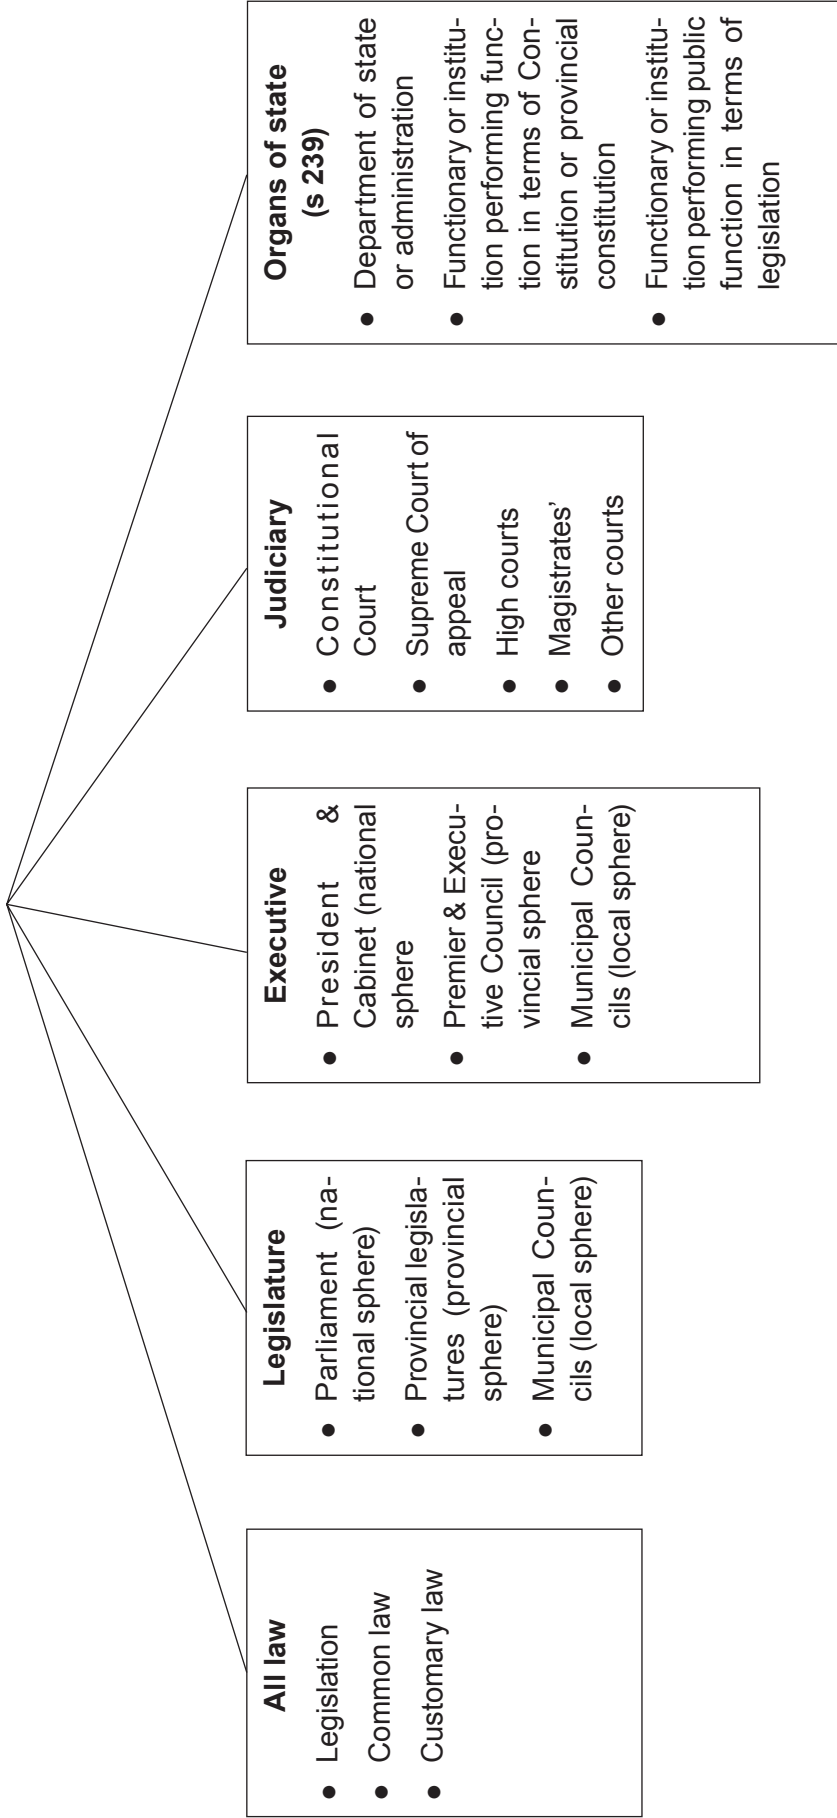 All law
● Legislation
● Common law
● Customary law
Legislature
● Parliament (na-
tional sphere)
● Provincial legisla-
tures (provincial
sphere)
● Municipal Coun-
cils (local sphere)
Executive
● President &
Cabinet (national
sphere
● Premier & Execu-
tive Council (pro-
vincial sphere
● Municipal Coun-
cils (local sphere)
Judiciary
● Constitutional
Court
● Supreme Court of
appeal
● High courts
● Magistrates’
● Other courts
Organs of state
(s 239)
● Department of state
or administration
● Functionary or institu-
tion performing func-
tion in terms of Con-
stitution or provincial
constitution
● Functionary or institu-
tion performing public
function in terms of
legislation